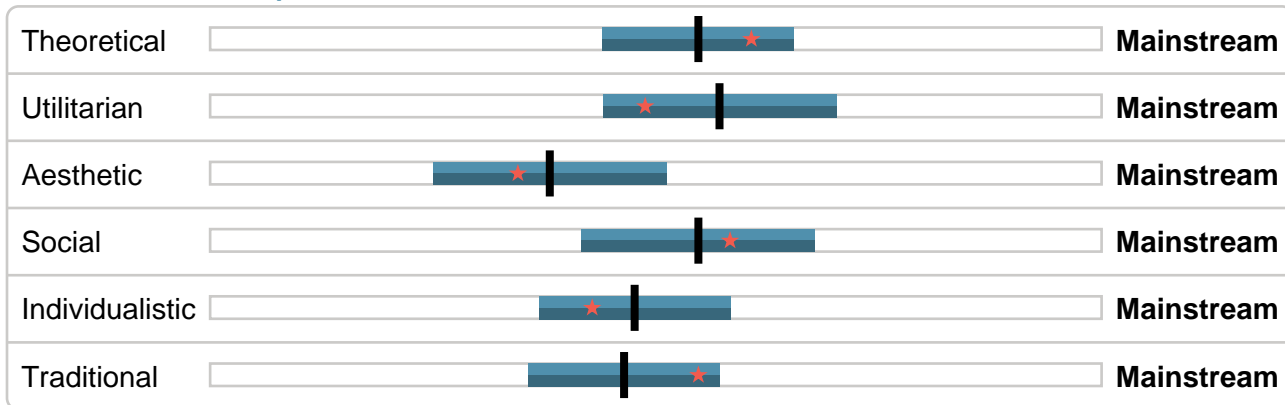 Theoretical Mainstream
Utilitarian Mainstream
Aesthetic Mainstream
Social Mainstream
Individualistic Mainstream
Traditional Mainstream